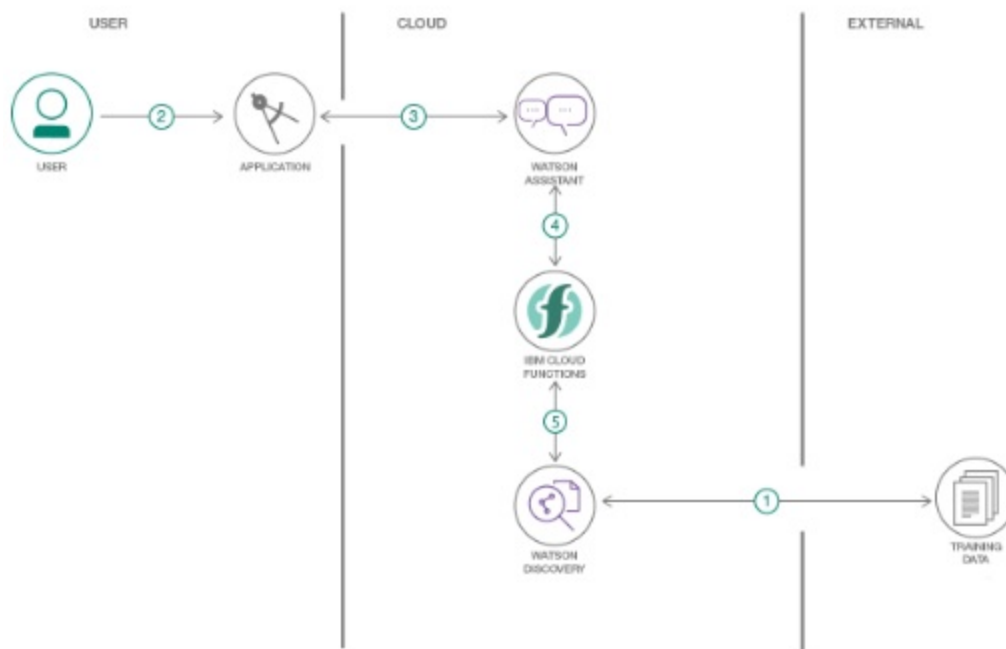 USER
CLOUD
EXTERNAL
2
3
USER
APPLICATION
WATSON
ASSISTANT
4
IBM CLOUD
FUNCTIONS
5
1
WATSON
DISCOVERY
TRAINING
DATA